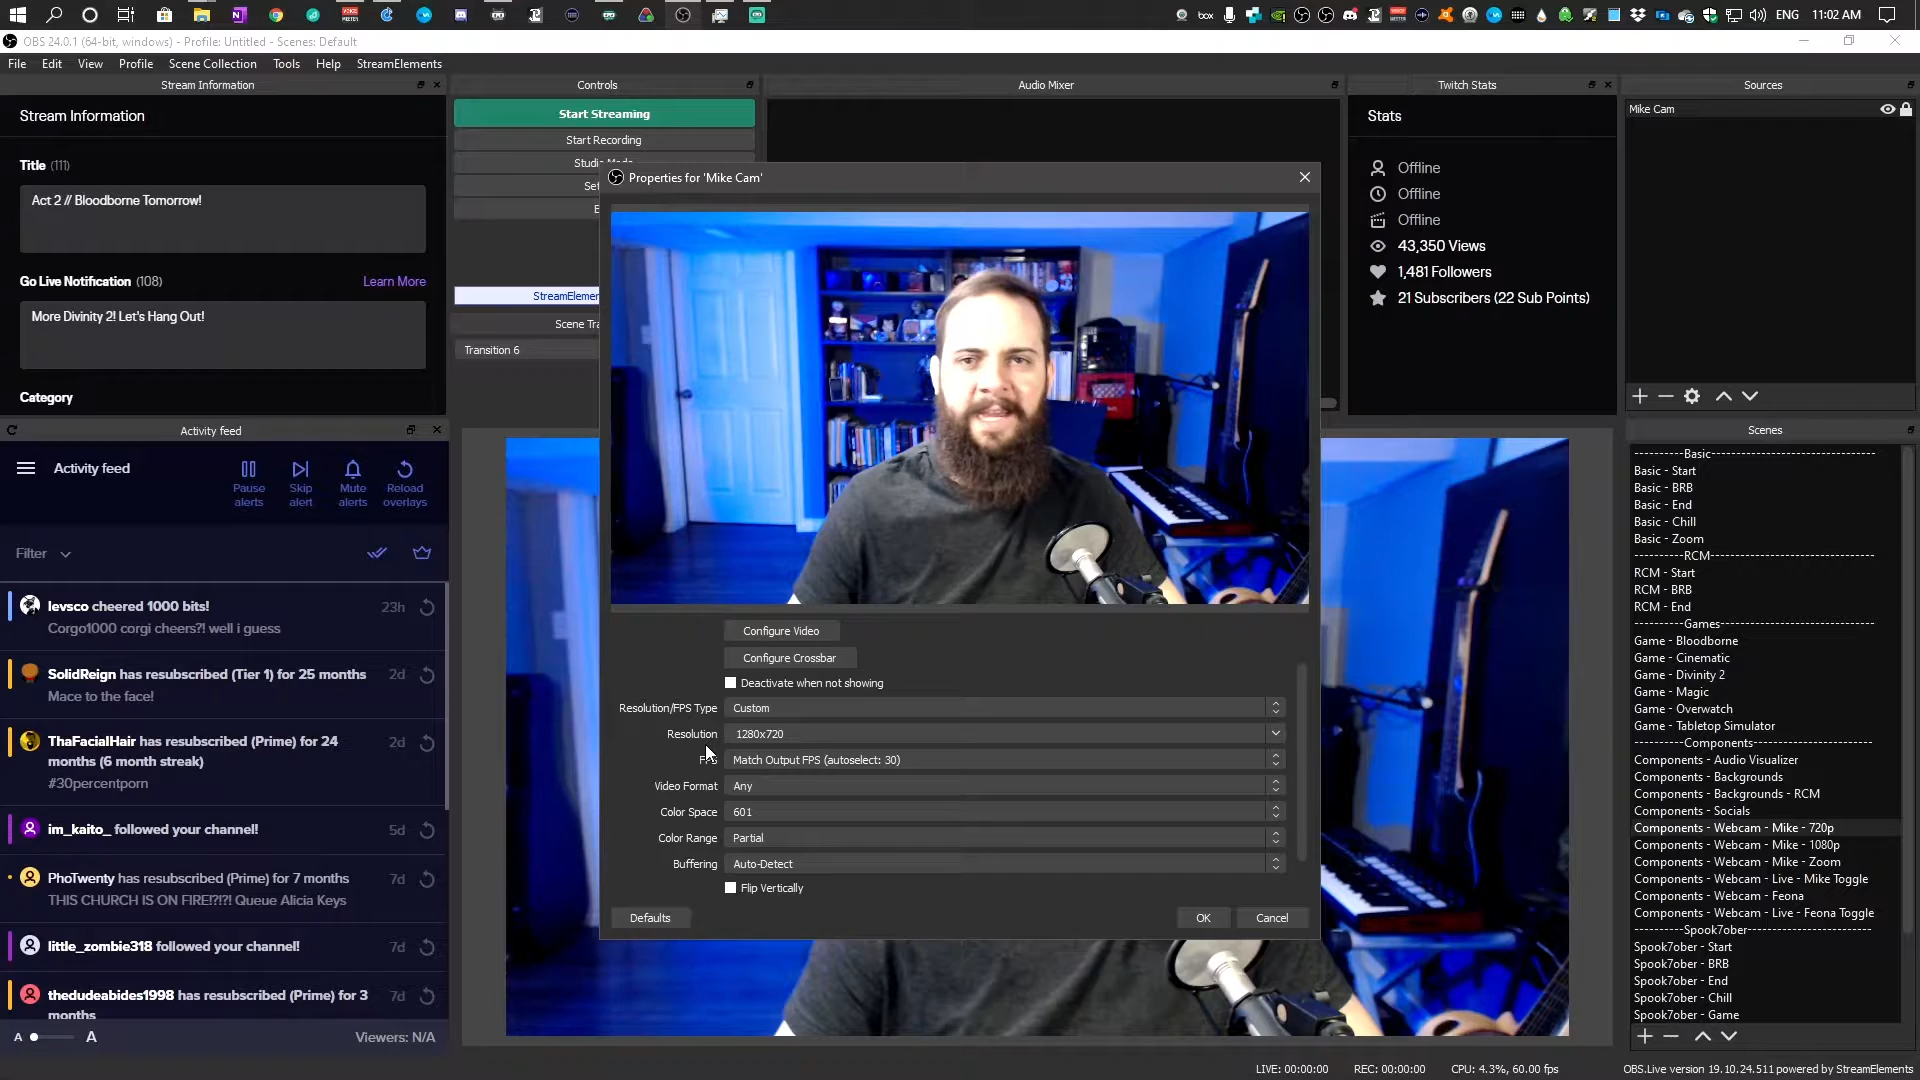 box
ENG
11:02 AM
OBS 24.0.1 (64-bit, windows) - Profile: Untitled - Scenes: Default
File Edit View Profile Scene Collection Tools Help StreamElements
Stream Information
Stream Information
Title (111)
Act 2 // Bloodborne Tomorrow!
Go Live Notification (108)
Learn More
More Divinity 2! Let's Hang Out!
Category
Activity feed
Activity feed
Pause alerts
Skip alert
Mute alerts
Reload overlays
Filter
levsco cheered 1000 bits!
23h
Corgo1000 corgi cheers?! well i guess
SolidReign has resubscribed (Tier 1) for 25 months
2d
Mace to the face!
ThaFacialHair has resubscribed (Prime) for 24
months (6 month streak)
2d
#30percentporn
im_kaito_ followed your channel!
5d
PhoTwenty has resubscribed (Prime) for 7 months
7d
THIS CHURCH IS ON FIRE!?!?! Queue Alicia Keys
little_zombie318 followed your channel!
7d
thedudeabides1998 has resubscribed (Prime) for 3
months
7d
A A
Viewers: N/A
Controls
Start Streaming
Start Recording
Studio Mode
Set
E
StreamElemen
Scene Tra
Transition 6
Audio Mixer
Properties for 'Mike Cam'
Configure Video
Configure Crossbar
Deactivate when not showing
Resolution/FPS Type Custom
Resolution 1280x720
FPS Match Output FPS (autoselect: 30)
Video Format Any
Color Space 601
Color Range Partial
Buffering Auto-Detect
Flip Vertically
Defaults
OK
Cancel
Twitch Stats
Stats
Offline
Offline
Offline
43,350 Views
1,481 Followers
21 Subscribers (22 Sub Points)
Sources
Mike Cam
Scenes
----------Basic-----------------------------------
Basic - Start
Basic - BRB
Basic - End
Basic - Chill
Basic - Zoom
----------RCM-----------------------------------
RCM - Start
RCM - BRB
RCM - End
----------Games---------------------------------
Game - Bloodborne
Game - Cinematic
Game - Divinity 2
Game - Magic
Game - Overwatch
Game - Tabletop Simulator
----------Components------------------------
Components - Audio Visualizer
Components - Backgrounds
Components - Backgrounds - RCM
Components - Socials
Components - Webcam - Mike - 720p
Components - Webcam - Mike - 1080p
Components - Webcam - Mike - Zoom
Components - Webcam - Live - Mike Toggle
Components - Webcam - Feona
Components - Webcam - Live - Feona Toggle
----------Spook7ober--------------------------
Spook7ober - Start
Spook7ober - BRB
Spook7ober - End
Spook7ober - Chill
Spook7ober - Game
LIVE: 00:00:00
REC: 00:00:00
CPU: 4.3%, 60.00 fps
OBS.Live version 19.10.24.511 powered by StreamElements